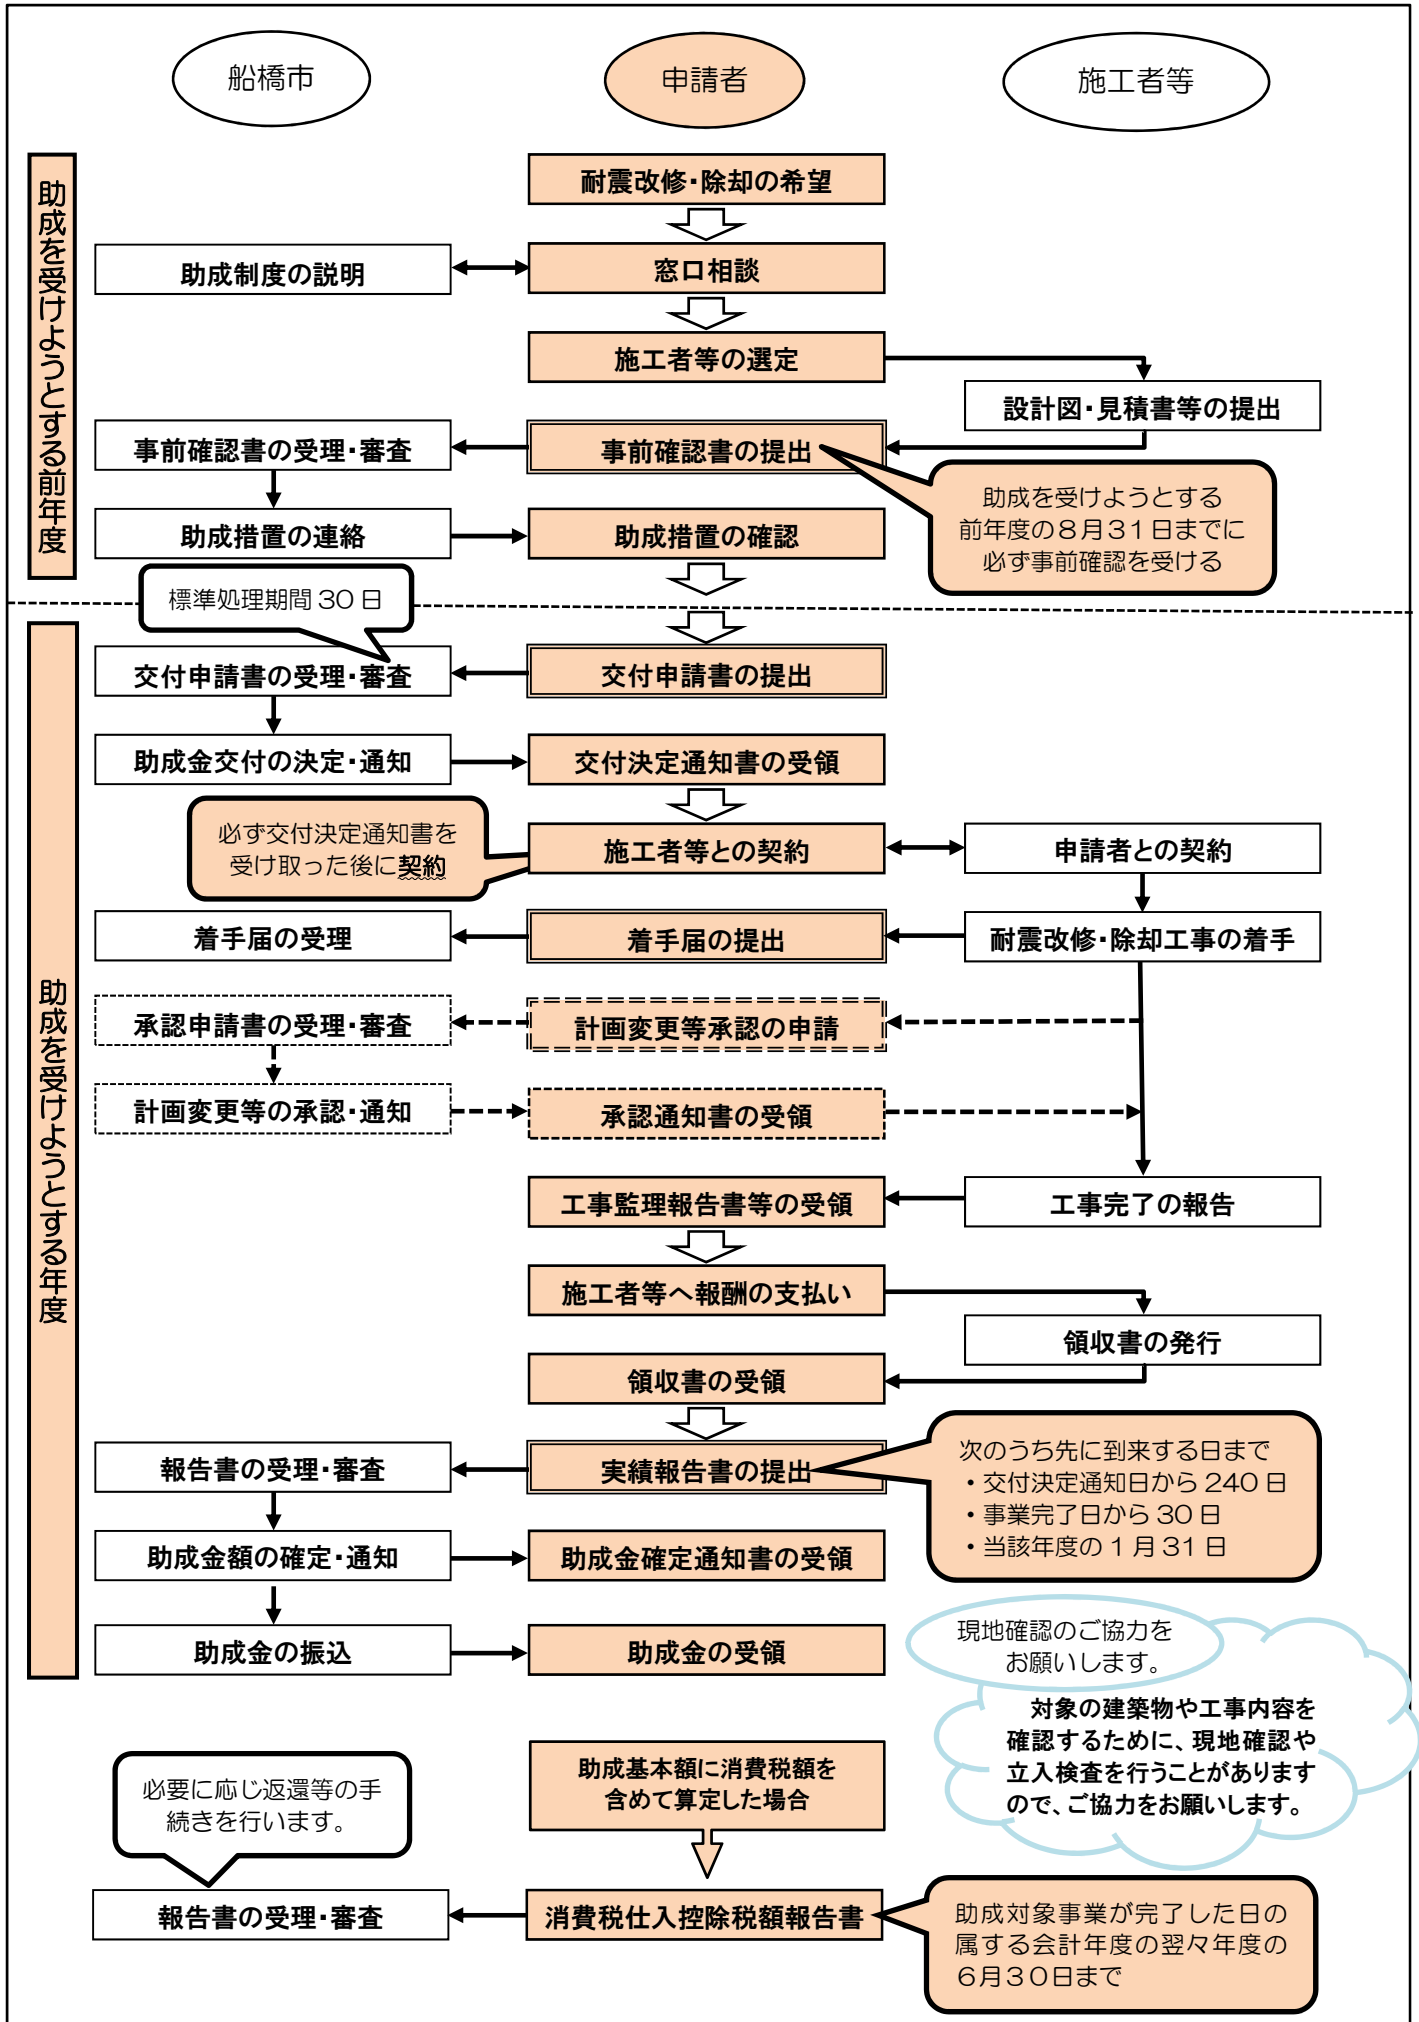 船橋市
申請者
施工者等
助成を受けようとする前年度
耐震改修・除却の希望
助成制度の説明
窓口相談
施工者等の選定
設計図・見積書等の提出
事前確認書の受理・審査
事前確認書の提出
助成を受けようとする
前年度の８月３１日までに
必ず事前確認を受ける
助成措置の連絡
助成措置の確認
標準処理期間 30 日
助成を受けようとする年度
交付申請書の受理・審査
交付申請書の提出
助成金交付の決定・通知
交付決定通知書の受領
必ず交付決定通知書を
受け取った後に契約
施工者等との契約
申請者との契約
着手届の受理
着手届の提出
耐震改修・除却工事の着手
承認申請書の受理・審査
計画変更等承認の申請
計画変更等の承認・通知
承認通知書の受領
工事監理報告書等の受領
工事完了の報告
施工者等へ報酬の支払い
領収書の発行
領収書の受領
報告書の受理・審査
実績報告書の提出
次のうち先に到来する日まで
・交付決定通知日から 240 日
・事業完了日から 30 日
・当該年度の 1 月 31 日
助成金額の確定・通知
助成金確定通知書の受領
助成金の振込
助成金の受領
現地確認のご協力を
お願いします。
対象の建築物や工事内容を
確認するために、現地確認や
立入検査を行うことがあります
ので、ご協力をお願いします。
助成基本額に消費税額を
含めて算定した場合
必要に応じ返還等の手
続きを行います。
報告書の受理・審査
消費税仕入控除税額報告書
助成対象事業が完了した日の
属する会計年度の翌々年度の
６月３０日まで